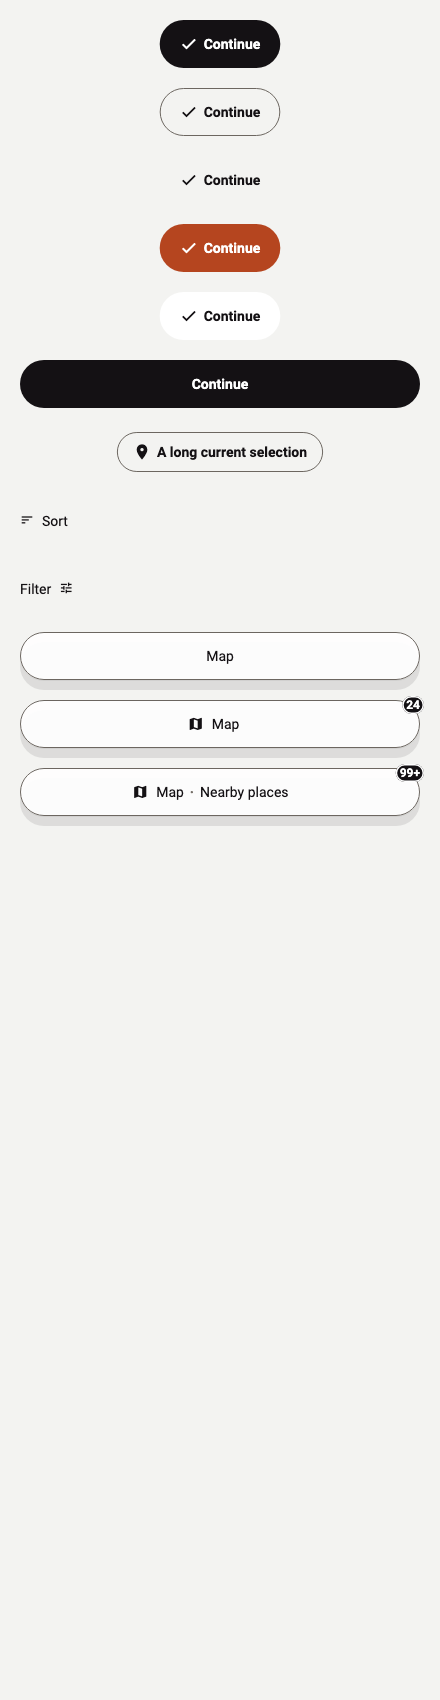 Continue
Continue
Continue
Continue
Continue
Continue
A long current selection
Sort
Filter
Map
24
Map
99+
Map · Nearby places